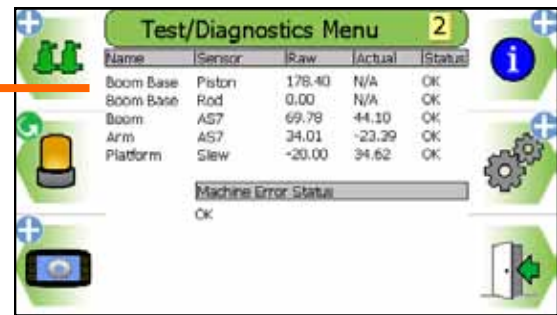 Test/Diagnostics Menu 2
Name Sensor Raw Actual Status
Boom Base Piston 178.40 N/A OK
Boom Base Rod 0.00 N/A OK
Boom AS7 69.78 44.10 OK
Arm AS7 34.01 -23.39 OK
Platform Slew -20.00 34.62 OK
Machine Error Status
OK
i